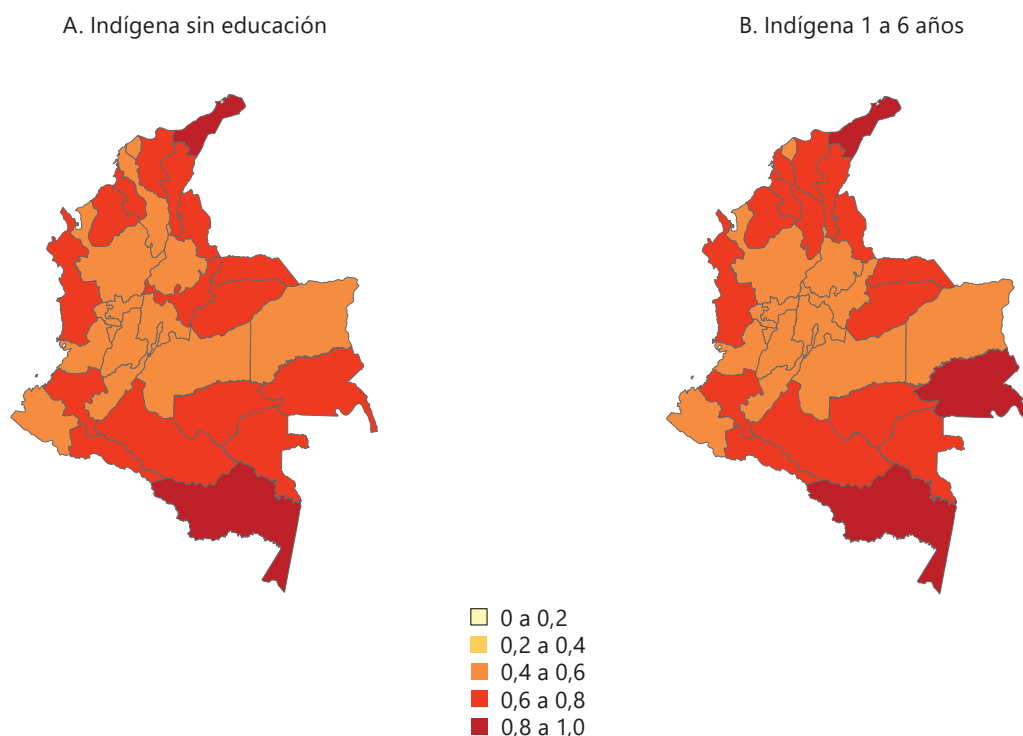 A. Indígena sin educación
B. Indígena 1 a 6 años
0 a 0,2
0,2 a 0,4
0,4 a 0,6
0,6 a 0,8
0,8 a 1,0